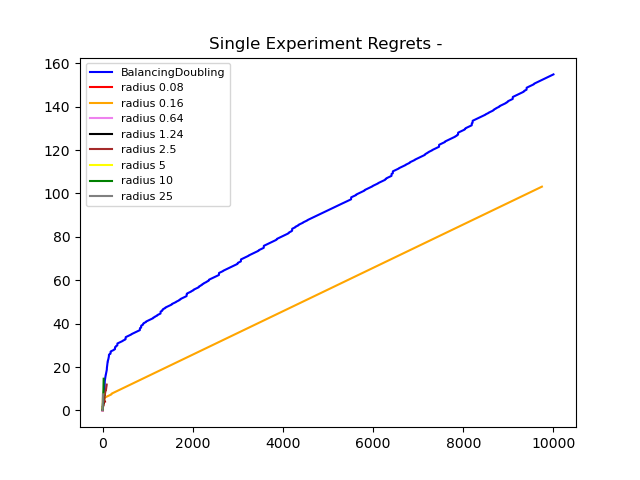 Single Experiment Regrets -
160
140
120
100
80
60
40
20
0
BalancingDoubling
radius 0.08
radius 0.16
radius 0.64
radius 1.24
radius 2.5
radius 5
radius 10
radius 25
0 2000 4000 6000 8000 10000